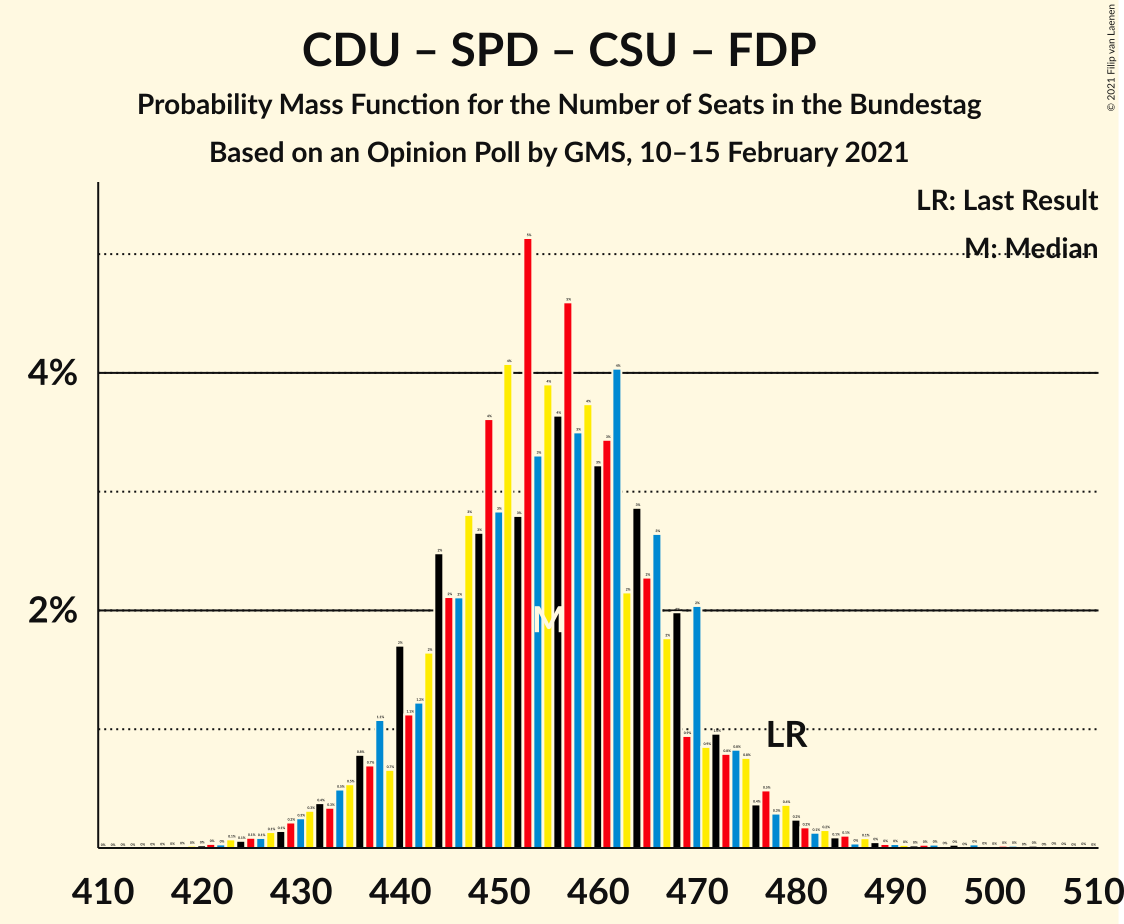 CDU – SPD – CSU – FDP
Probability Mass Function for the Number of Seats in the Bundestag
Based on an Opinion Poll by GMS, 10–15 February 2021
© 2021 Filip van Laenen
LR: Last Result
M: Median
4%
2%
M
LR
410 420 430 440 450 460 470 480 490 500 510